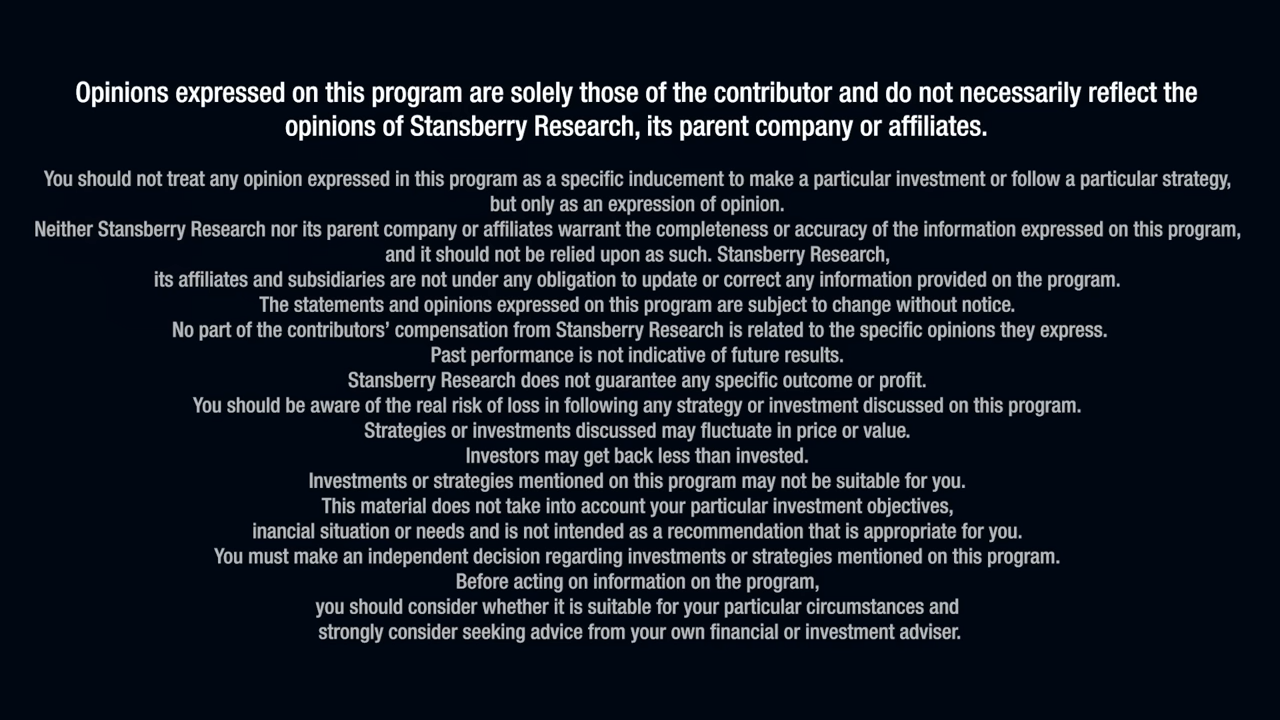 Opinions expressed on this program are solely those of the contributor and do not necessarily reflect the
opinions of Stansberry Research, its parent company or affiliates.
You should not treat any opinion expressed in this program as a specific inducement to make a particular investment or follow a particular strategy,
but only as an expression of opinion.
Neither Stansberry Research nor its parent company or affiliates warrant the completeness or accuracy of the information expressed on this program,
and it should not be relied upon as such. Stansberry Research,
its affiliates and subsidiaries are not under any obligation to update or correct any information provided on the program.
The statements and opinions expressed on this program are subject to change without notice.
No part of the contributors’ compensation from Stansberry Research is related to the specific opinions they express.
Past performance is not indicative of future results.
Stansberry Research does not guarantee any specific outcome or profit.
You should be aware of the real risk of loss in following any strategy or investment discussed on this program.
Strategies or investments discussed may fluctuate in price or value.
Investors may get back less than invested.
Investments or strategies mentioned on this program may not be suitable for you.
This material does not take into account your particular investment objectives,
inancial situation or needs and is not intended as a recommendation that is appropriate for you.
You must make an independent decision regarding investments or strategies mentioned on this program.
Before acting on information on the program,
you should consider whether it is suitable for your particular circumstances and
strongly consider seeking advice from your own financial or investment adviser.